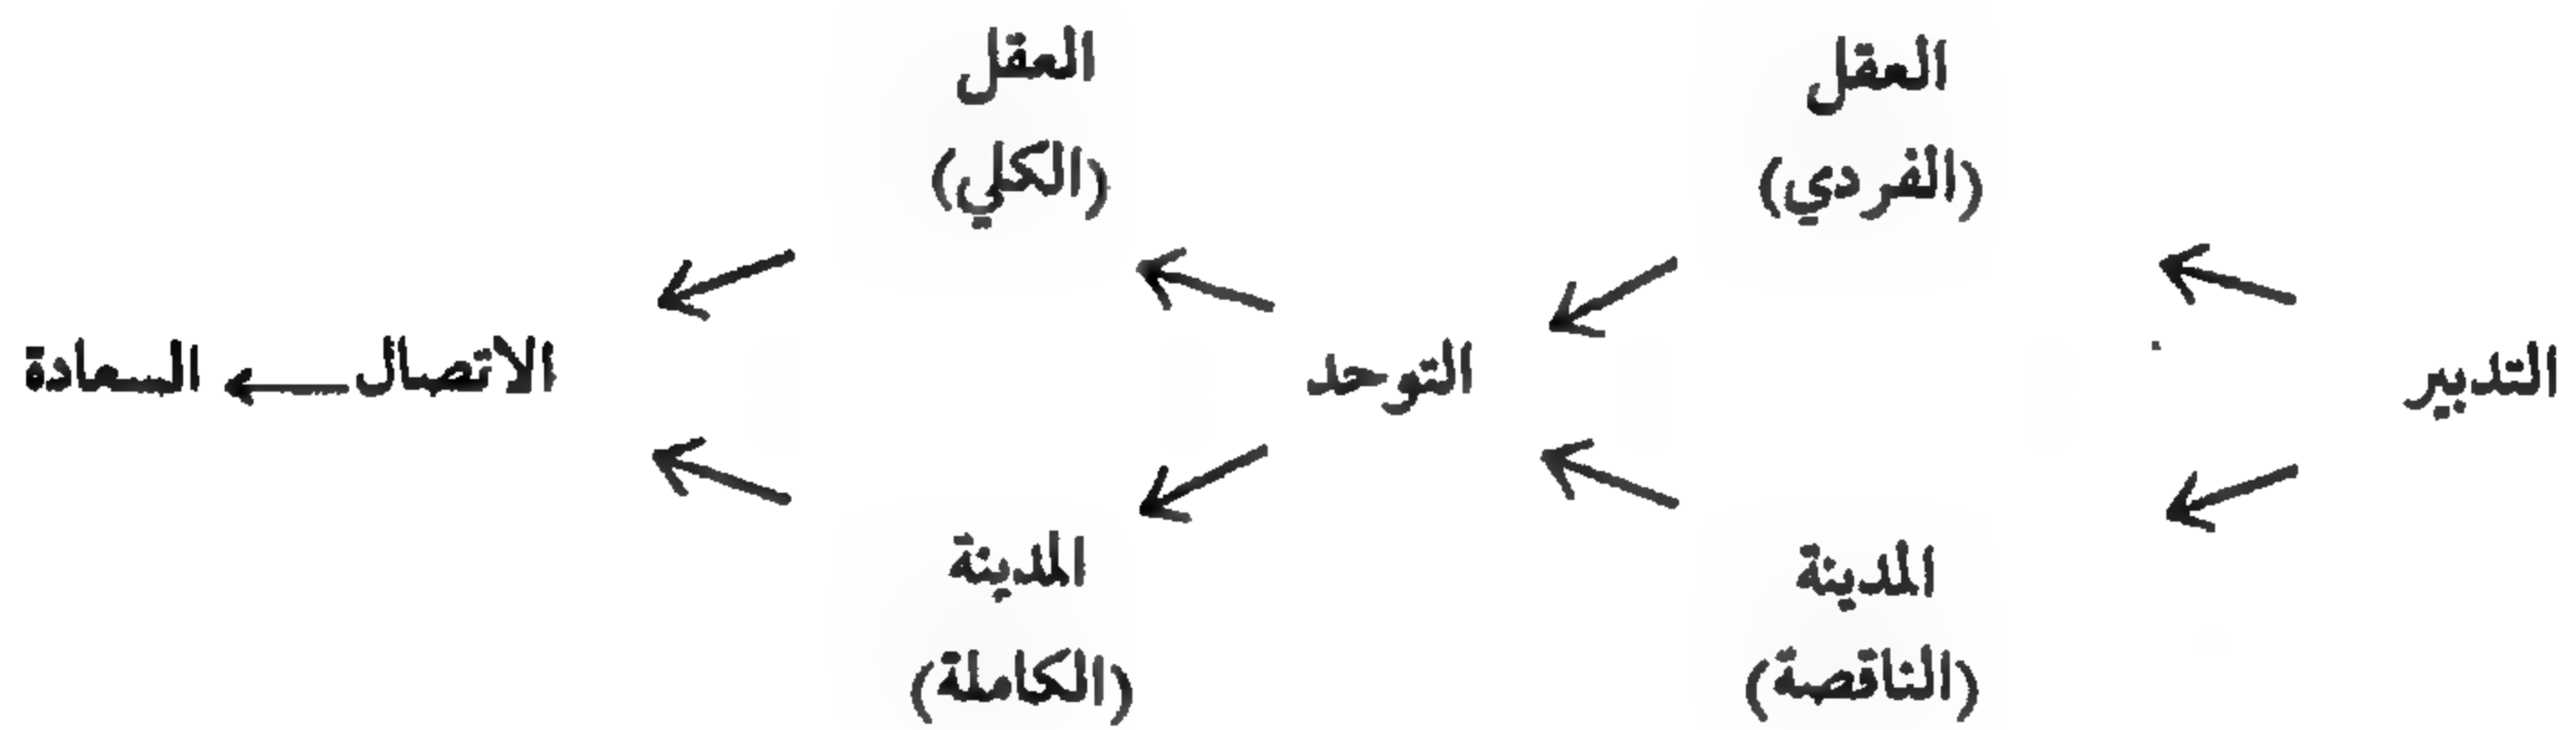 العقل
(الفردي)
العقل
(الكلي)
التدبير
التوحد
الاتصال
السعادة
المدينة
(الناقصة)
المدينة
(الكاملة)